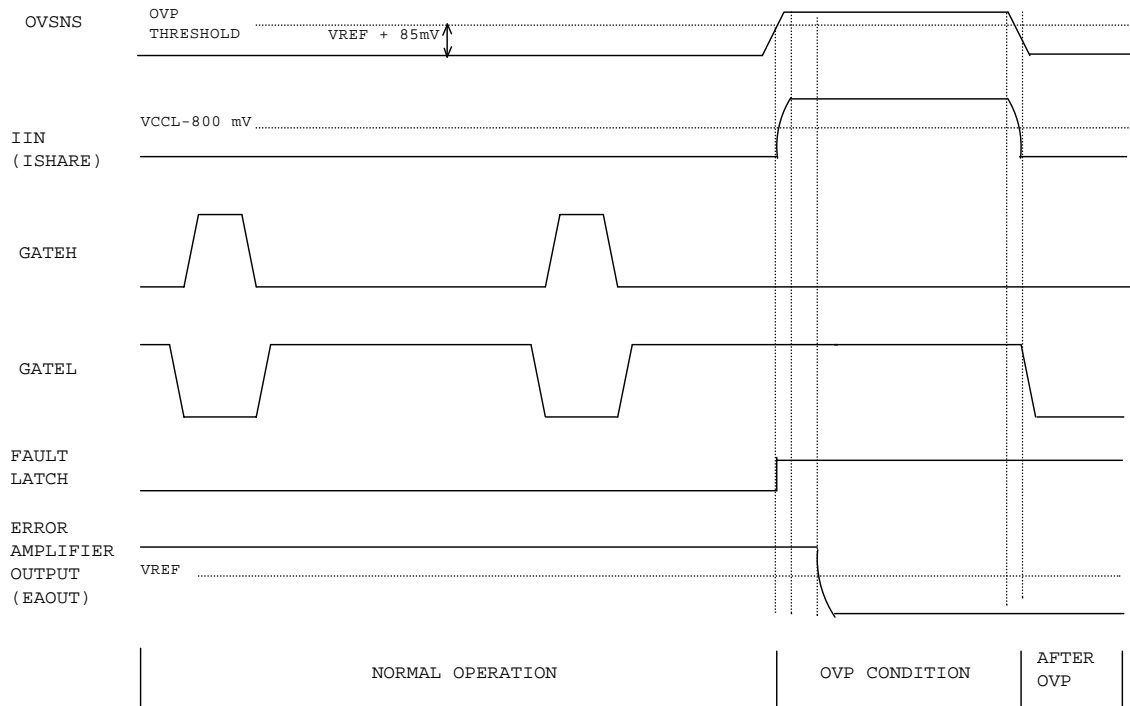 OVSNS
OVP
THRESHOLD
VREF + 85mV
VCCL-800 mV
IIN
(ISHARE)
GATEH
GATEL
FAULT
LATCH
ERROR
AMPLIFIER
OUTPUT
(EAOUT)
VREF
NORMAL OPERATION
OVP CONDITION
AFTER
OVP